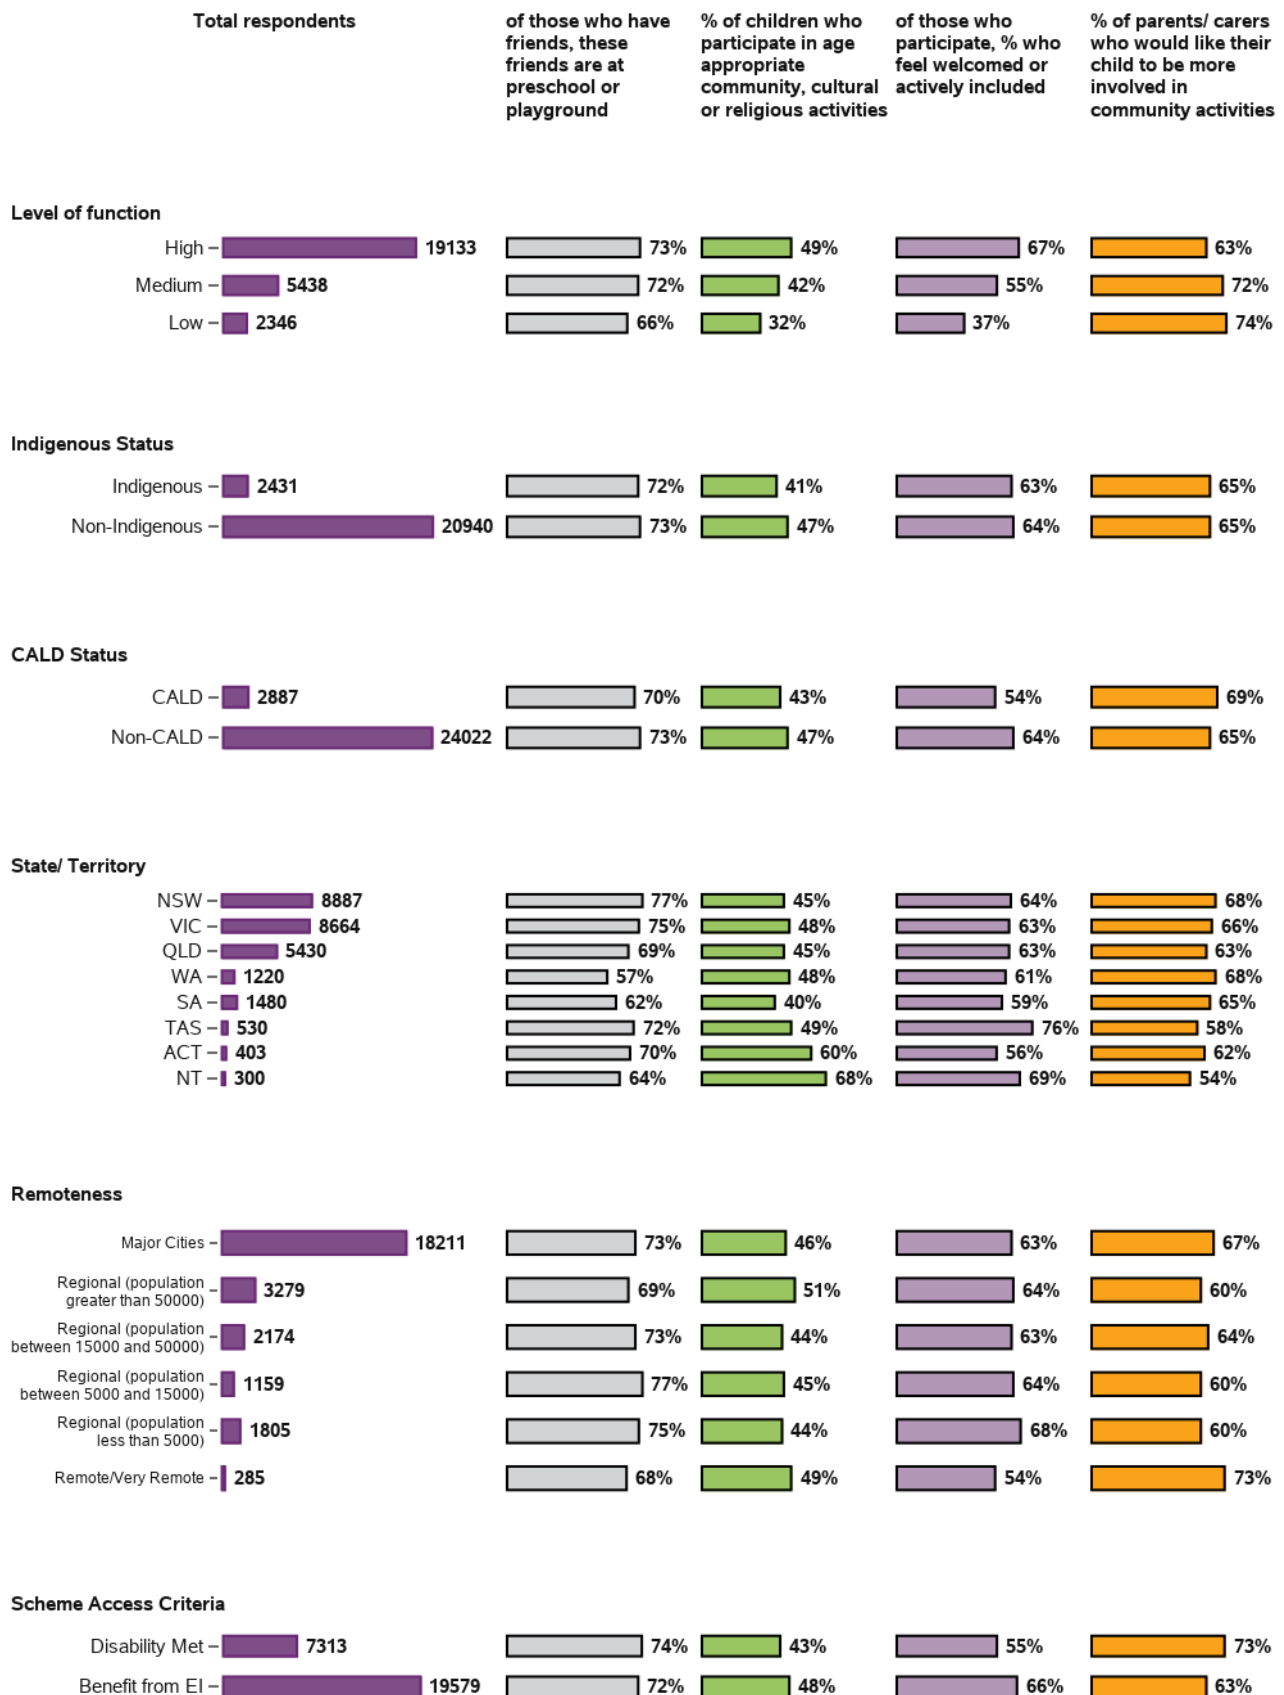 Total respondents
of those who have
friends, these
friends are at
preschool or
playground
% of children who
participate in age
appropriate
community, cultural
or religious activities
of those who
participate, % who
feel welcomed or
actively included
% of parents/ carers
who would like their
child to be more
involved in
community activities
Level of function
High 19133 73% 49% 67% 63%
Medium 5438 72% 42% 55% 72%
Low 2346 66% 32% 37% 74%
Indigenous Status
Indigenous 2431 72% 41% 63% 65%
Non-Indigenous 20940 73% 47% 64% 65%
CALD Status
CALD 2887 70% 43% 54% 69%
Non-CALD 24022 73% 47% 64% 65%
State/ Territory
NSW 8887 77% 45% 64% 68%
VIC 8664 75% 48% 63% 66%
QLD 5430 69% 45% 63% 63%
WA 1220 57% 48% 61% 68%
SA 1480 62% 40% 59% 65%
TAS 530 72% 49% 76% 58%
ACT 403 70% 60% 56% 62%
NT 300 64% 68% 69% 54%
Remoteness
Major Cities 18211 73% 46% 63% 67%
Regional (population
greater than 50000) 3279 69% 51% 64% 60%
Regional (population
between 15000 and 50000) 2174 73% 44% 63% 64%
Regional (population
between 5000 and 15000) 1159 77% 45% 64% 60%
Regional (population
less than 5000) 1805 75% 44% 68% 60%
Remote/Very Remote 285 68% 49% 54% 73%
Scheme Access Criteria
Disability Met 7313 74% 43% 55% 73%
Benefit from EI 19579 72% 48% 66% 63%